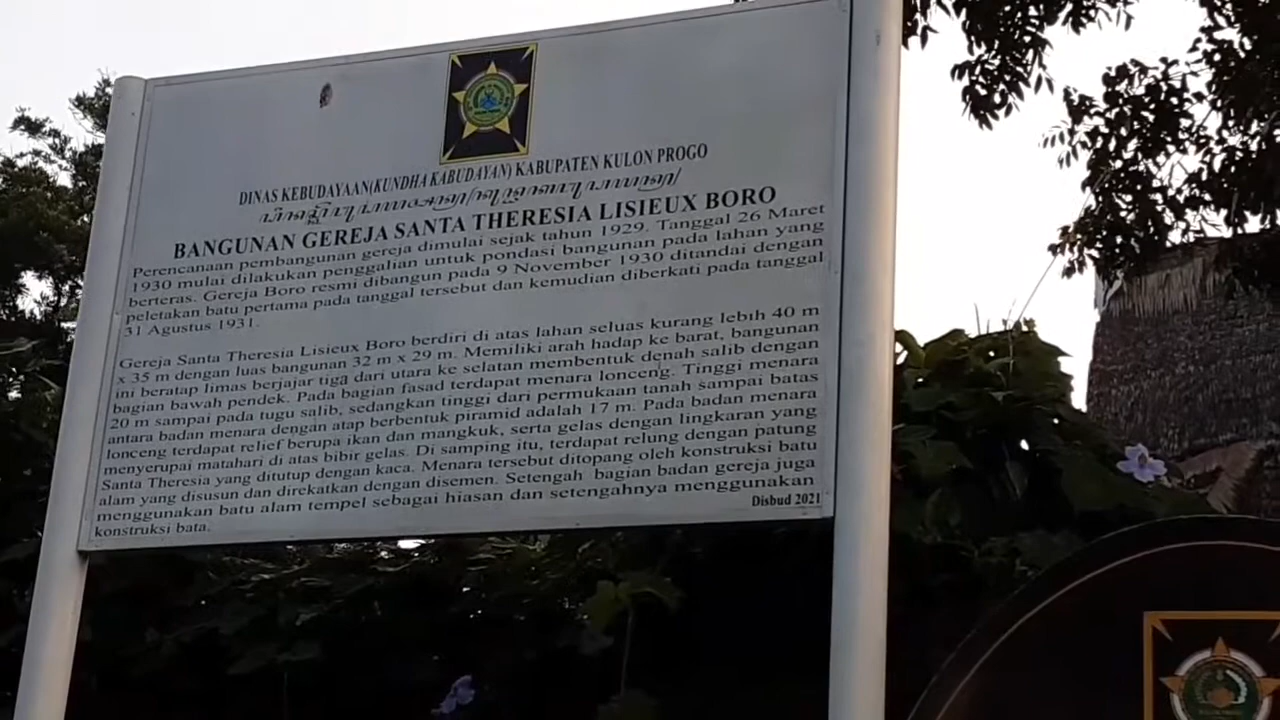 DINAS KEBUDAYAAN(KUNDHA KABUDAYAN) KABUPATEN KULON PROGO
BANGUNAN GEREJA SANTA THERESIA LISIEUX BORO
Perencanaan pembangunan gereja dimulai sejak tahun 1929. Tanggal 26 Maret
1930 mulai dilakukan penggalian untuk pondasi bangunan pada lahan yang
berteras. Gereja Boro resmi dibangun pada 9 November 1930 ditandai dengan
peletakan batu pertama pada tanggal tersebut dan kemudian diberkati pada tanggal
31 Agustus 1931.
Gereja Santa Theresia Lisieux Boro berdiri di atas lahan seluas kurang lebih 40 m
x 35 m dengan luas bangunan 32 m x 29 m. Memiliki arah hadap ke barat, bangunan
ini beratap limas berjajar tiga dari utara ke selatan membentuk denah salib dengan
bagian bawah pendek. Pada bagian fasad terdapat menara lonceng. Tinggi menara
20 m sampai pada tugu salib, sedangkan tinggi dari permukaan tanah sampai batas
antara badan menara dengan atap berbentuk piramid adalah 17 m. Pada badan menara
lonceng terdapat relief berupa ikan dan mangkuk, serta gelas dengan lingkaran yang
menyerupai matahari di atas bibir gelas. Di samping itu, terdapat relung dengan patung
Santa Theresia yang ditutup dengan kaca. Menara tersebut ditopang oleh konstruksi batu
alam yang disusun dan direkatkan dengan disemen. Setengah bagian badan gereja juga
menggunakan batu alam tempel sebagai hiasan dan setengahnya menggunakan
konstruksi bata.
Disbud 2021